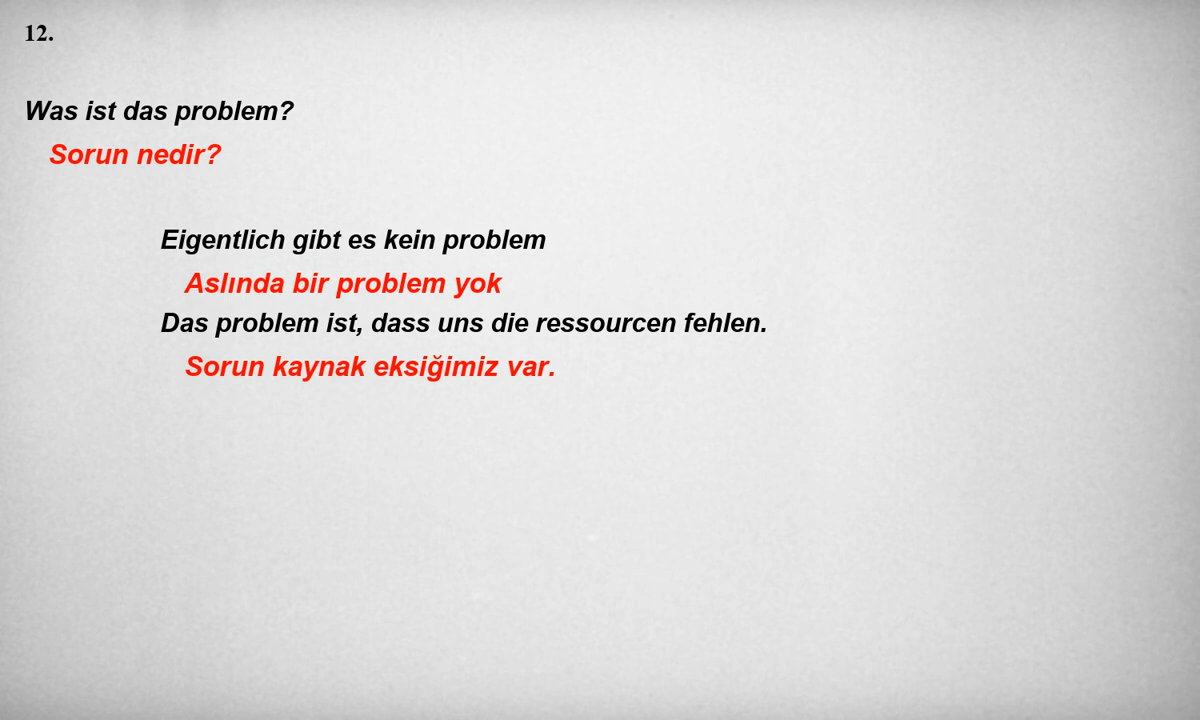 12.
Was ist das problem?
Sorun nedir?
Eigentlich gibt es kein problem
Aslında bir problem yok
Das problem ist, dass uns die ressourcen fehlen.
Sorun kaynak eksiğimiz var.